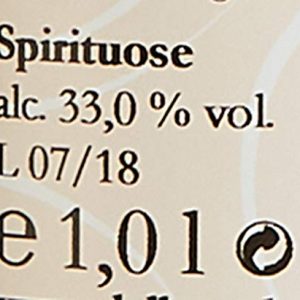 Spirituose
alc. 33,0 % vol.
L 07/18
e 1,0 l